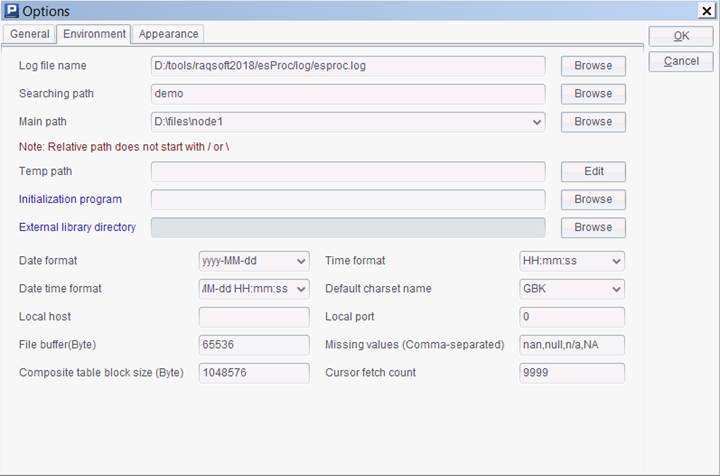 P Options
General Environment Appearance
OK
Cancel
Log file name D:/tools/raqsoft2018/esProc/log/esproc.log Browse
Searching path demo Browse
Main path D:\files\node1 Browse
Note: Relative path does not start with / or \
Temp path Edit
Initialization program Browse
External library directory Browse
Date format yyyy-MM-dd Time format HH:mm:ss
Date time format /M-dd HH:mm:ss Default charset name GBK
Local host Local port 0
File buffer(Byte) 65536 Missing values (Comma-separated) nan,null,n/a,NA
Composite table block size (Byte) 1048576 Cursor fetch count 9999